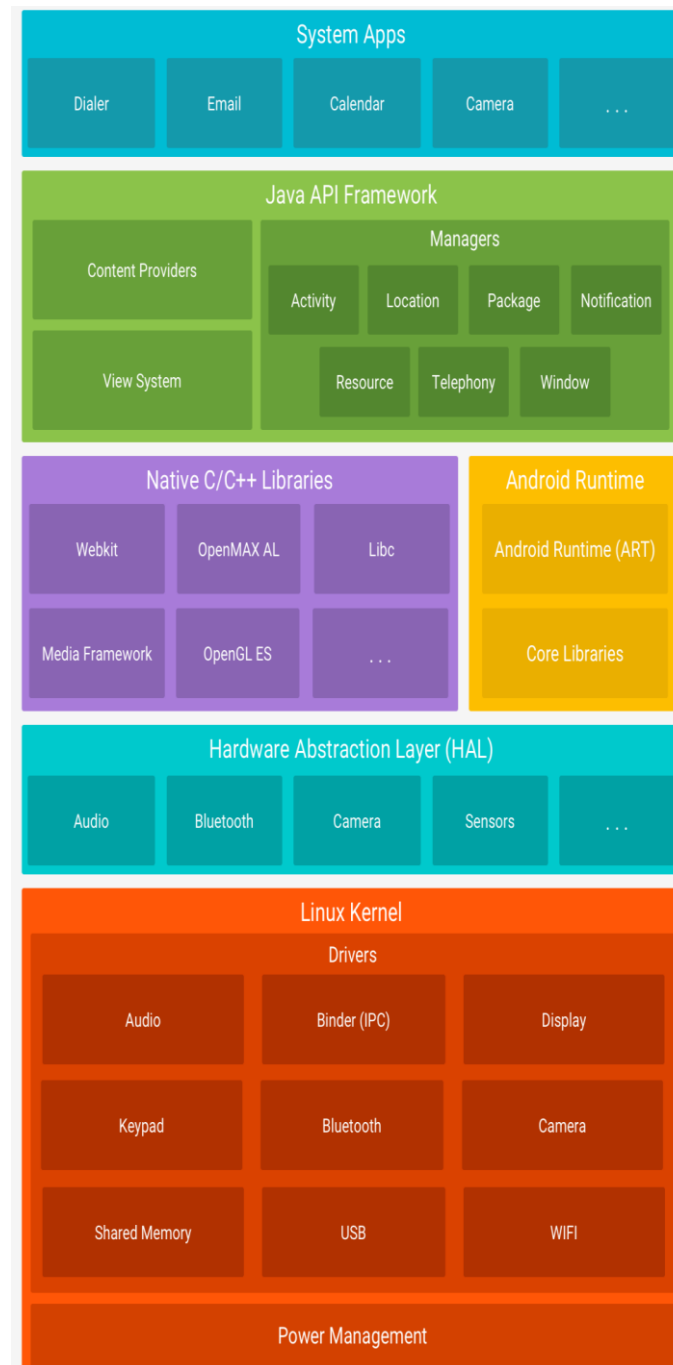 System Apps
Dialer
Email
Calendar
Camera
. . .
Java API Framework
Content Providers
View System
Managers
Activity
Location
Package
Notification
Resource
Telephony
Window
Native C/C++ Libraries
Webkit
OpenMAX AL
Libc
Media Framework
OpenGL ES
. . .
Android Runtime
Android Runtime (ART)
Core Libraries
Hardware Abstraction Layer (HAL)
Audio
Bluetooth
Camera
Sensors
. . .
Linux Kernel
Drivers
Audio
Binder (IPC)
Display
Keypad
Bluetooth
Camera
Shared Memory
USB
WIFI
Power Management